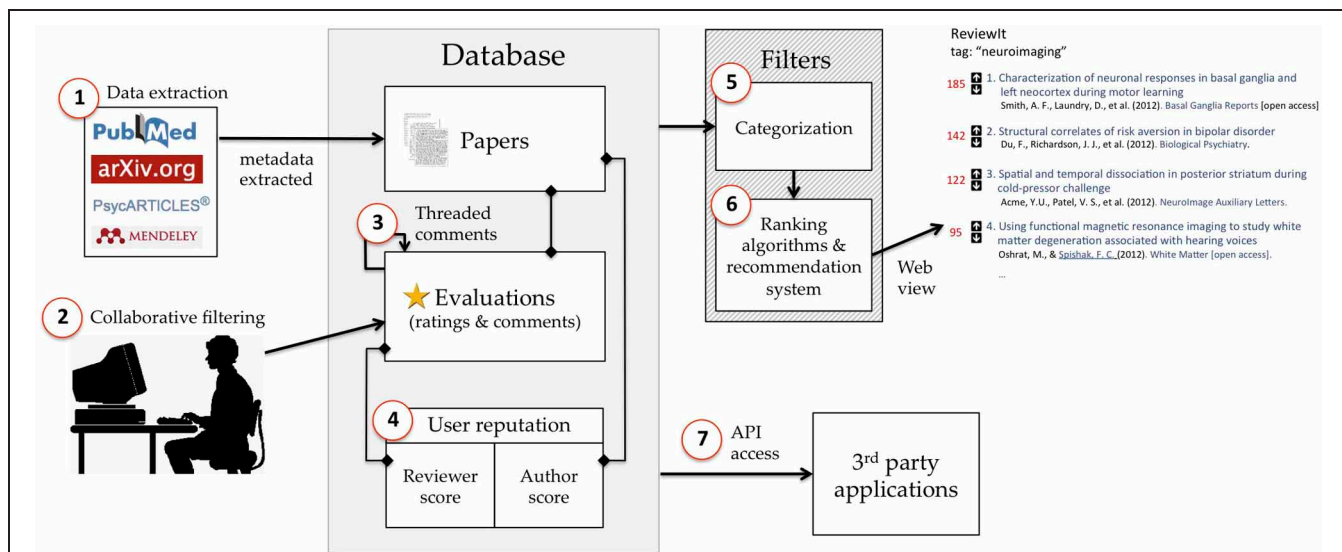 1
Data extraction
PubMed
arXiv.org
PsycARTICLES®
MENDELEY
metadata
extracted
2
Collaborative filtering
Database
Papers
3
Threaded
comments
Evaluations
(ratings & comments)
4
User reputation
Reviewer
score
Author
score
Filters
5
Categorization
6
Ranking
algorithms &
recommendation
system
Web
view
7
API
access
3rd party
applications
ReviewIt
tag: “neuroimaging”
185 1. Characterization of neuronal responses in basal ganglia and
left neocortex during motor learning
Smith, A. F., Laundry, D., et al. (2012). Basal Ganglia Reports [open access]
142 2. Structural correlates of risk aversion in bipolar disorder
Du, F., Richardson, J. J., et al. (2012). Biological Psychiatry.
122 3. Spatial and temporal dissociation in posterior striatum during
cold-pressor challenge
Acme, Y.U., Patel, V. S., et al. (2012). NeuroImage Auxiliary Letters.
95 4. Using functional magnetic resonance imaging to study white
matter degeneration associated with hearing voices
Oshrat, M., & Spishak, F. C. (2012). White Matter [open access].
...